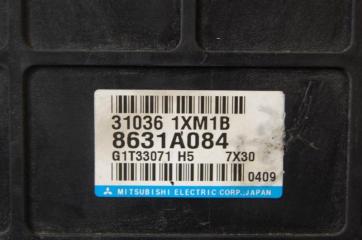 31036 1XM1B
8631A084
G1T33071 H5 7X30
0409
MITSUBISHI ELECTRIC CORP., JAPAN